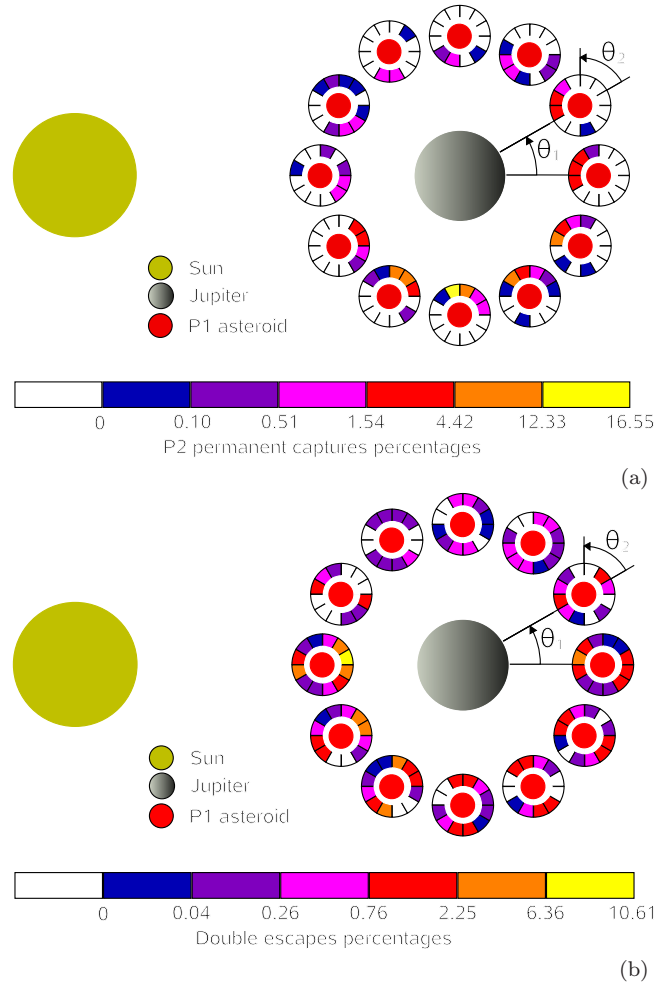 θ2
θ1
Sun
Jupiter
P1 asteroid
0 0.10 0.51 1.54 4.42 12.33 16.55
P2 permanent captures percentages
(a)
θ2
θ1
Sun
Jupiter
P1 asteroid
0 0.04 0.26 0.76 2.25 6.36 10.61
Double escapes percentages
(b)